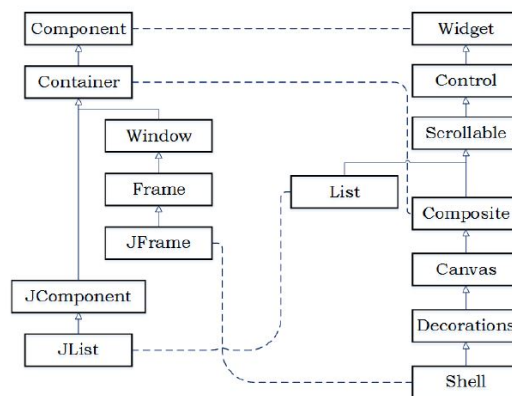 Component
Widget
Container
Control
Window
Scrollable
Frame
List
Composite
JFrame
Canvas
JComponent
Decorations
JList
Shell